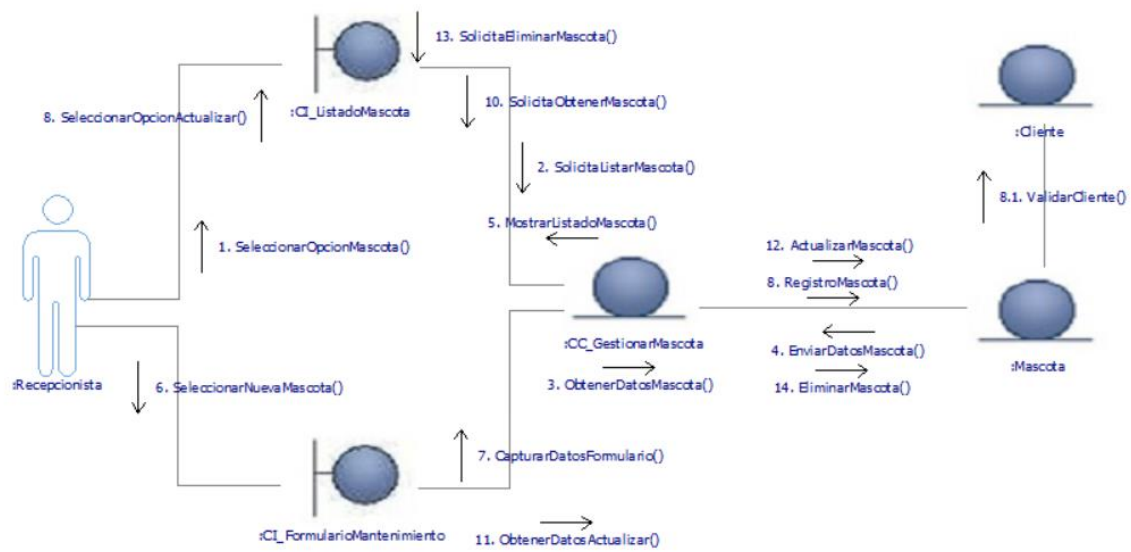 13. SolicitaEliminarMascota()
10. SolicitaObtenerMascota()
8. SeleccionarOpcionActualizar()
:CI_ListadoMascota
:Cliente
2. SolicitaListarMascota()
8.1. ValidarCliente()
5. MostrarListadoMascota()
1. SeleccionarOpcionMascota()
12. ActualizarMascota()
8. RegistroMascota()
:CC_GestionarMascota
4. EnviarDatosMascota()
:Mascota
:Recepcionista
6. SeleccionarNuevaMascota()
3. ObtenerDatosMascota()
14. EliminarMascota()
7. CapturarDatosFormulario()
:CI_FormularioMantenimiento
11. ObtenerDatosActualizar()